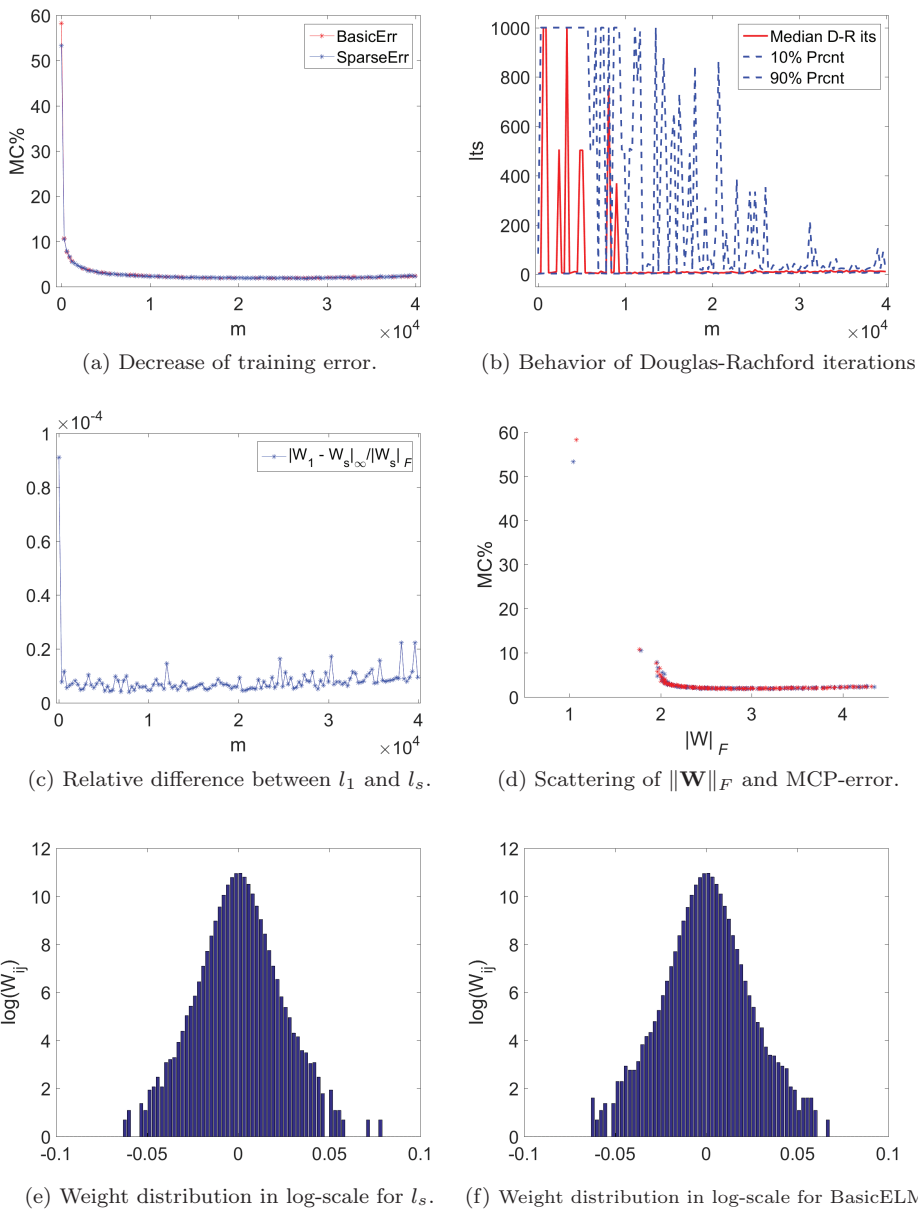 60
50
40
30
20
10
0
MC%
BasicErr
SparseErr
0 1 2 3 4
m
×10^4
(a) Decrease of training error.
1000
800
600
400
200
0
Its
Median D-R its
10% Prcnt
90% Prcnt
0 1 2 3 4
m
×10^4
(b) Behavior of Douglas-Rachford iterations
×10^-4
1
0.8
0.6
0.4
0.2
0
|W_1 - W_s|_∞/|W_s|_F
0 1 2 3 4
m
×10^4
(c) Relative difference between l_1 and l_s.
60
50
40
30
20
10
0
MC%
1 2 3 4
|W|_F
(d) Scattering of ‖W‖_F and MCP-error.
12
10
8
6
4
2
0
log(W_ij)
-0.1 -0.05 0 0.05 0.1
(e) Weight distribution in log-scale for l_s.
12
10
8
6
4
2
0
log(W_ij)
-0.1 -0.05 0 0.05 0.1
(f) Weight distribution in log-scale for BasicELM